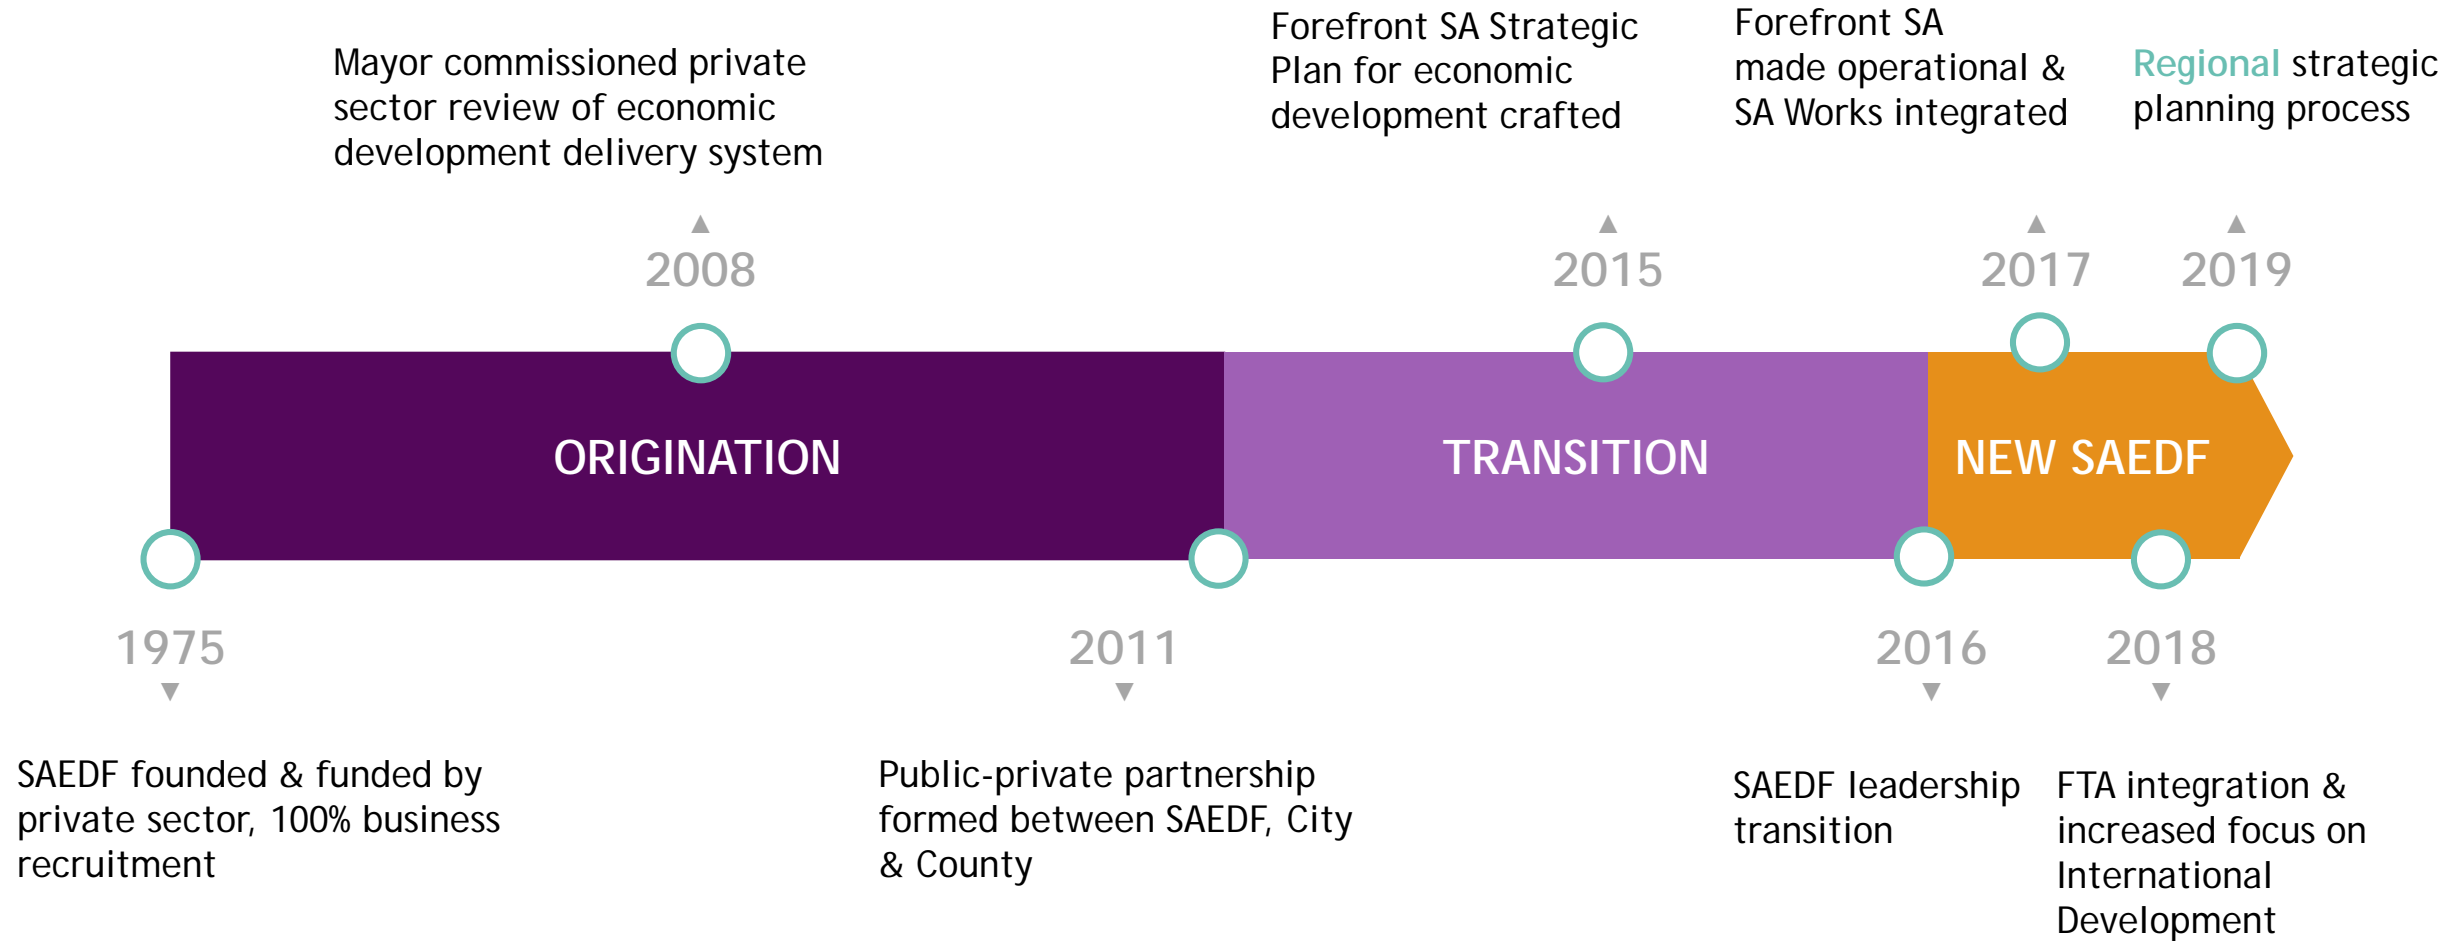 Mayor commissioned private
sector review of economic
development delivery system
Forefront SA Strategic
Plan for economic
development crafted
Forefront SA
made operational &
SA Works integrated
Regional strategic
planning process
2008
2015
2017
2019
ORIGINATION
TRANSITION
NEW SAEDF
1975
2011
2016
2018
SAEDF founded & funded by
private sector, 100% business
recruitment
Public-private partnership
formed between SAEDF, City
& County
SAEDF leadership
transition
FTA integration &
increased focus on
International
Development